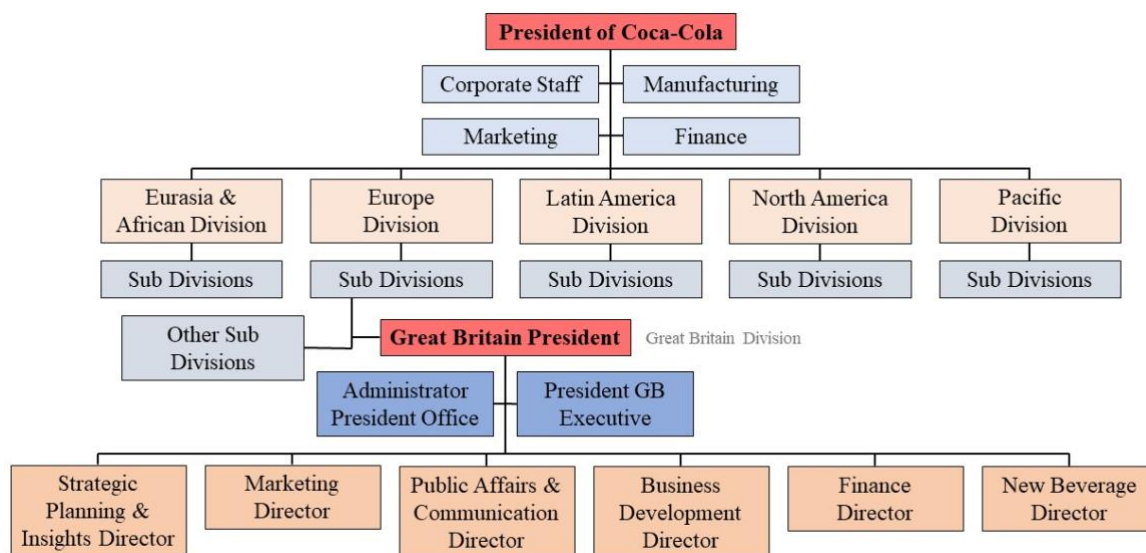 President of Coca-Cola
Corporate Staff
Manufacturing
Marketing
Finance
Eurasia &
African Division
Europe
Division
Latin America
Division
North America
Division
Pacific
Division
Sub Divisions
Sub Divisions
Sub Divisions
Sub Divisions
Sub Divisions
Other Sub
Divisions
Great Britain President
Great Britain Division
Administrator
President Office
President GB
Executive
Strategic
Planning &
Insights Director
Marketing
Director
Public Affairs &
Communication
Director
Business
Development
Director
Finance
Director
New Beverage
Director